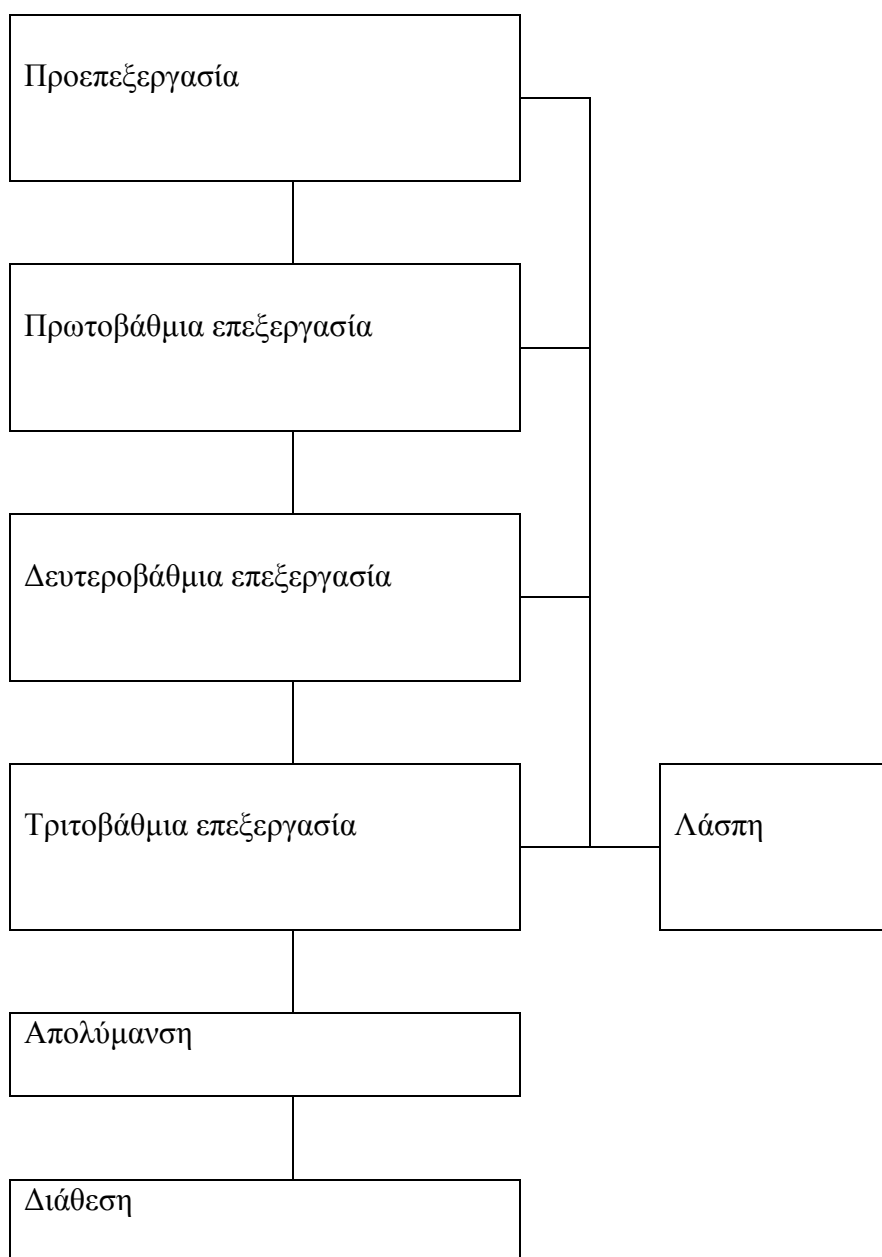 Προεπεξεργασία
Πρωτοβάθμια επεξεργασία
Δευτεροβάθμια επεξεργασία
Τριτοβάθμια επεξεργασία
Λάσπη
Απολύμανση
Διάθεση